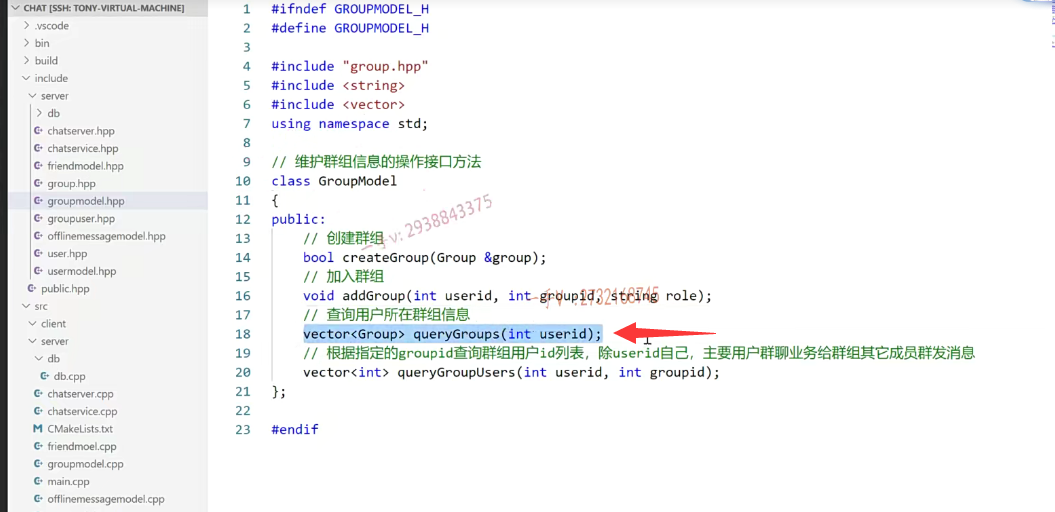 CHAT [SSH: TONY-VIRTUAL-MACHINE]
.vscode
bin
build
include
server
db
chatserver.hpp
chatservice.hpp
friendmodel.hpp
group.hpp
groupmodel.hpp
groupuser.hpp
offlinemessagemodel.hpp
user.hpp
usermodel.hpp
public.hpp
src
client
server
db
db.cpp
chatserver.cpp
chatservice.cpp
CMakeLists.txt
friendmoel.cpp
groupmodel.cpp
main.cpp
offlinemessagemodel.cpp
1 #ifndef GROUPMODEL_H
2 #define GROUPMODEL_H
3
4 #include "group.hpp"
5 #include <string>
6 #include <vector>
7 using namespace std;
8
9 // 维护群组信息的操作接口方法
10 class GroupModel
11 {
12 public:
13 // 创建群组
14 bool createGroup(Group &group);
15 // 加入群组
16 void addGroup(int userid, int groupid, string role);
17 // 查询用户所在群组信息
18 vector<Group> queryGroups(int userid);
19 // 根据指定的groupid查询群组用户id列表，除userid自己，主要用户群聊业务给群组其它成员群发消息
20 vector<int> queryGroupUsers(int userid, int groupid);
21 };
22
23 #endif
2938843375